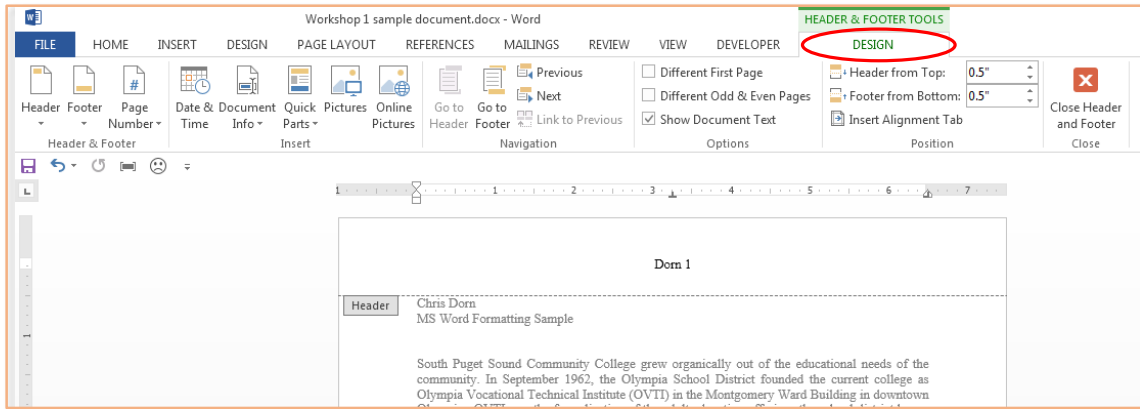 Workshop 1 sample document.docx - Word
HEADER & FOOTER TOOLS
FILE HOME INSERT DESIGN PAGE LAYOUT REFERENCES MAILINGS REVIEW VIEW DEVELOPER DESIGN
Header Footer Page Number
Date & Time Document Info Quick Parts Pictures Online Pictures
Go to Header Go to Footer
Previous
Next
Link to Previous
Different First Page
Different Odd & Even Pages
Show Document Text
Header from Top: 0.5"
Footer from Bottom: 0.5"
Insert Alignment Tab
Close Header and Footer
Header & Footer Insert Navigation Options Position Close
1 1 2 3 4 5 6 7
Dorn 1
Header
Chris Dorn
MS Word Formatting Sample
South Puget Sound Community College grew organically out of the educational needs of the
community. In September 1962, the Olympia School District founded the current college as
Olympia Vocational Technical Institute (OVTI) in the Montgomery Ward Building in downtown
1